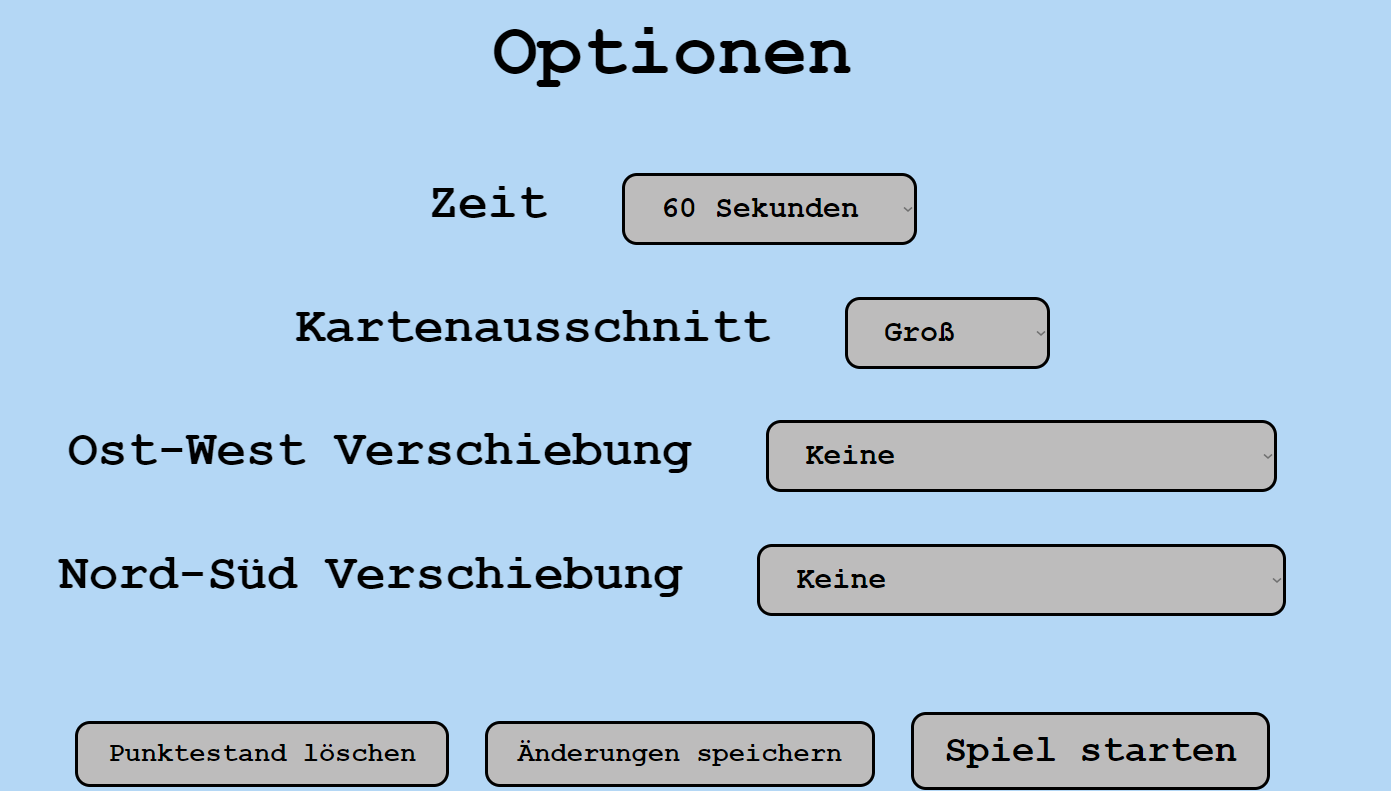 Optionen
Zeit 60 Sekunden
Kartenausschnitt Groß
Ost-West Verschiebung Keine
Nord-Süd Verschiebung Keine
Punktestand löschen Änderungen speichern Spiel starten